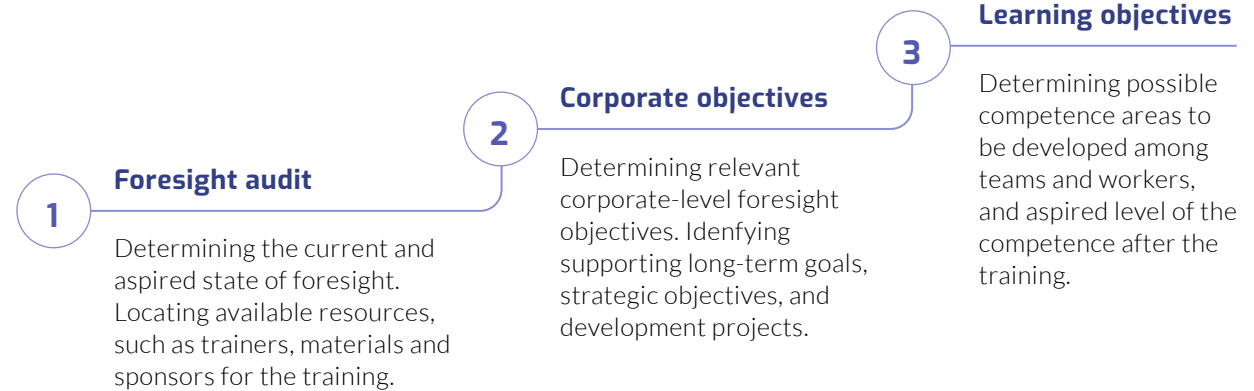 1
Foresight audit
Determining the current and
aspired state of foresight.
Locating available resources,
such as trainers, materials and
sponsors for the training.
2
Corporate objectives
Determining relevant
corporate-level foresight
objectives. Idenfying
supporting long-term goals,
strategic objectives, and
development projects.
3
Learning objectives
Determining possible
competence areas to
be developed among
teams and workers,
and aspired level of the
competence after the
training.